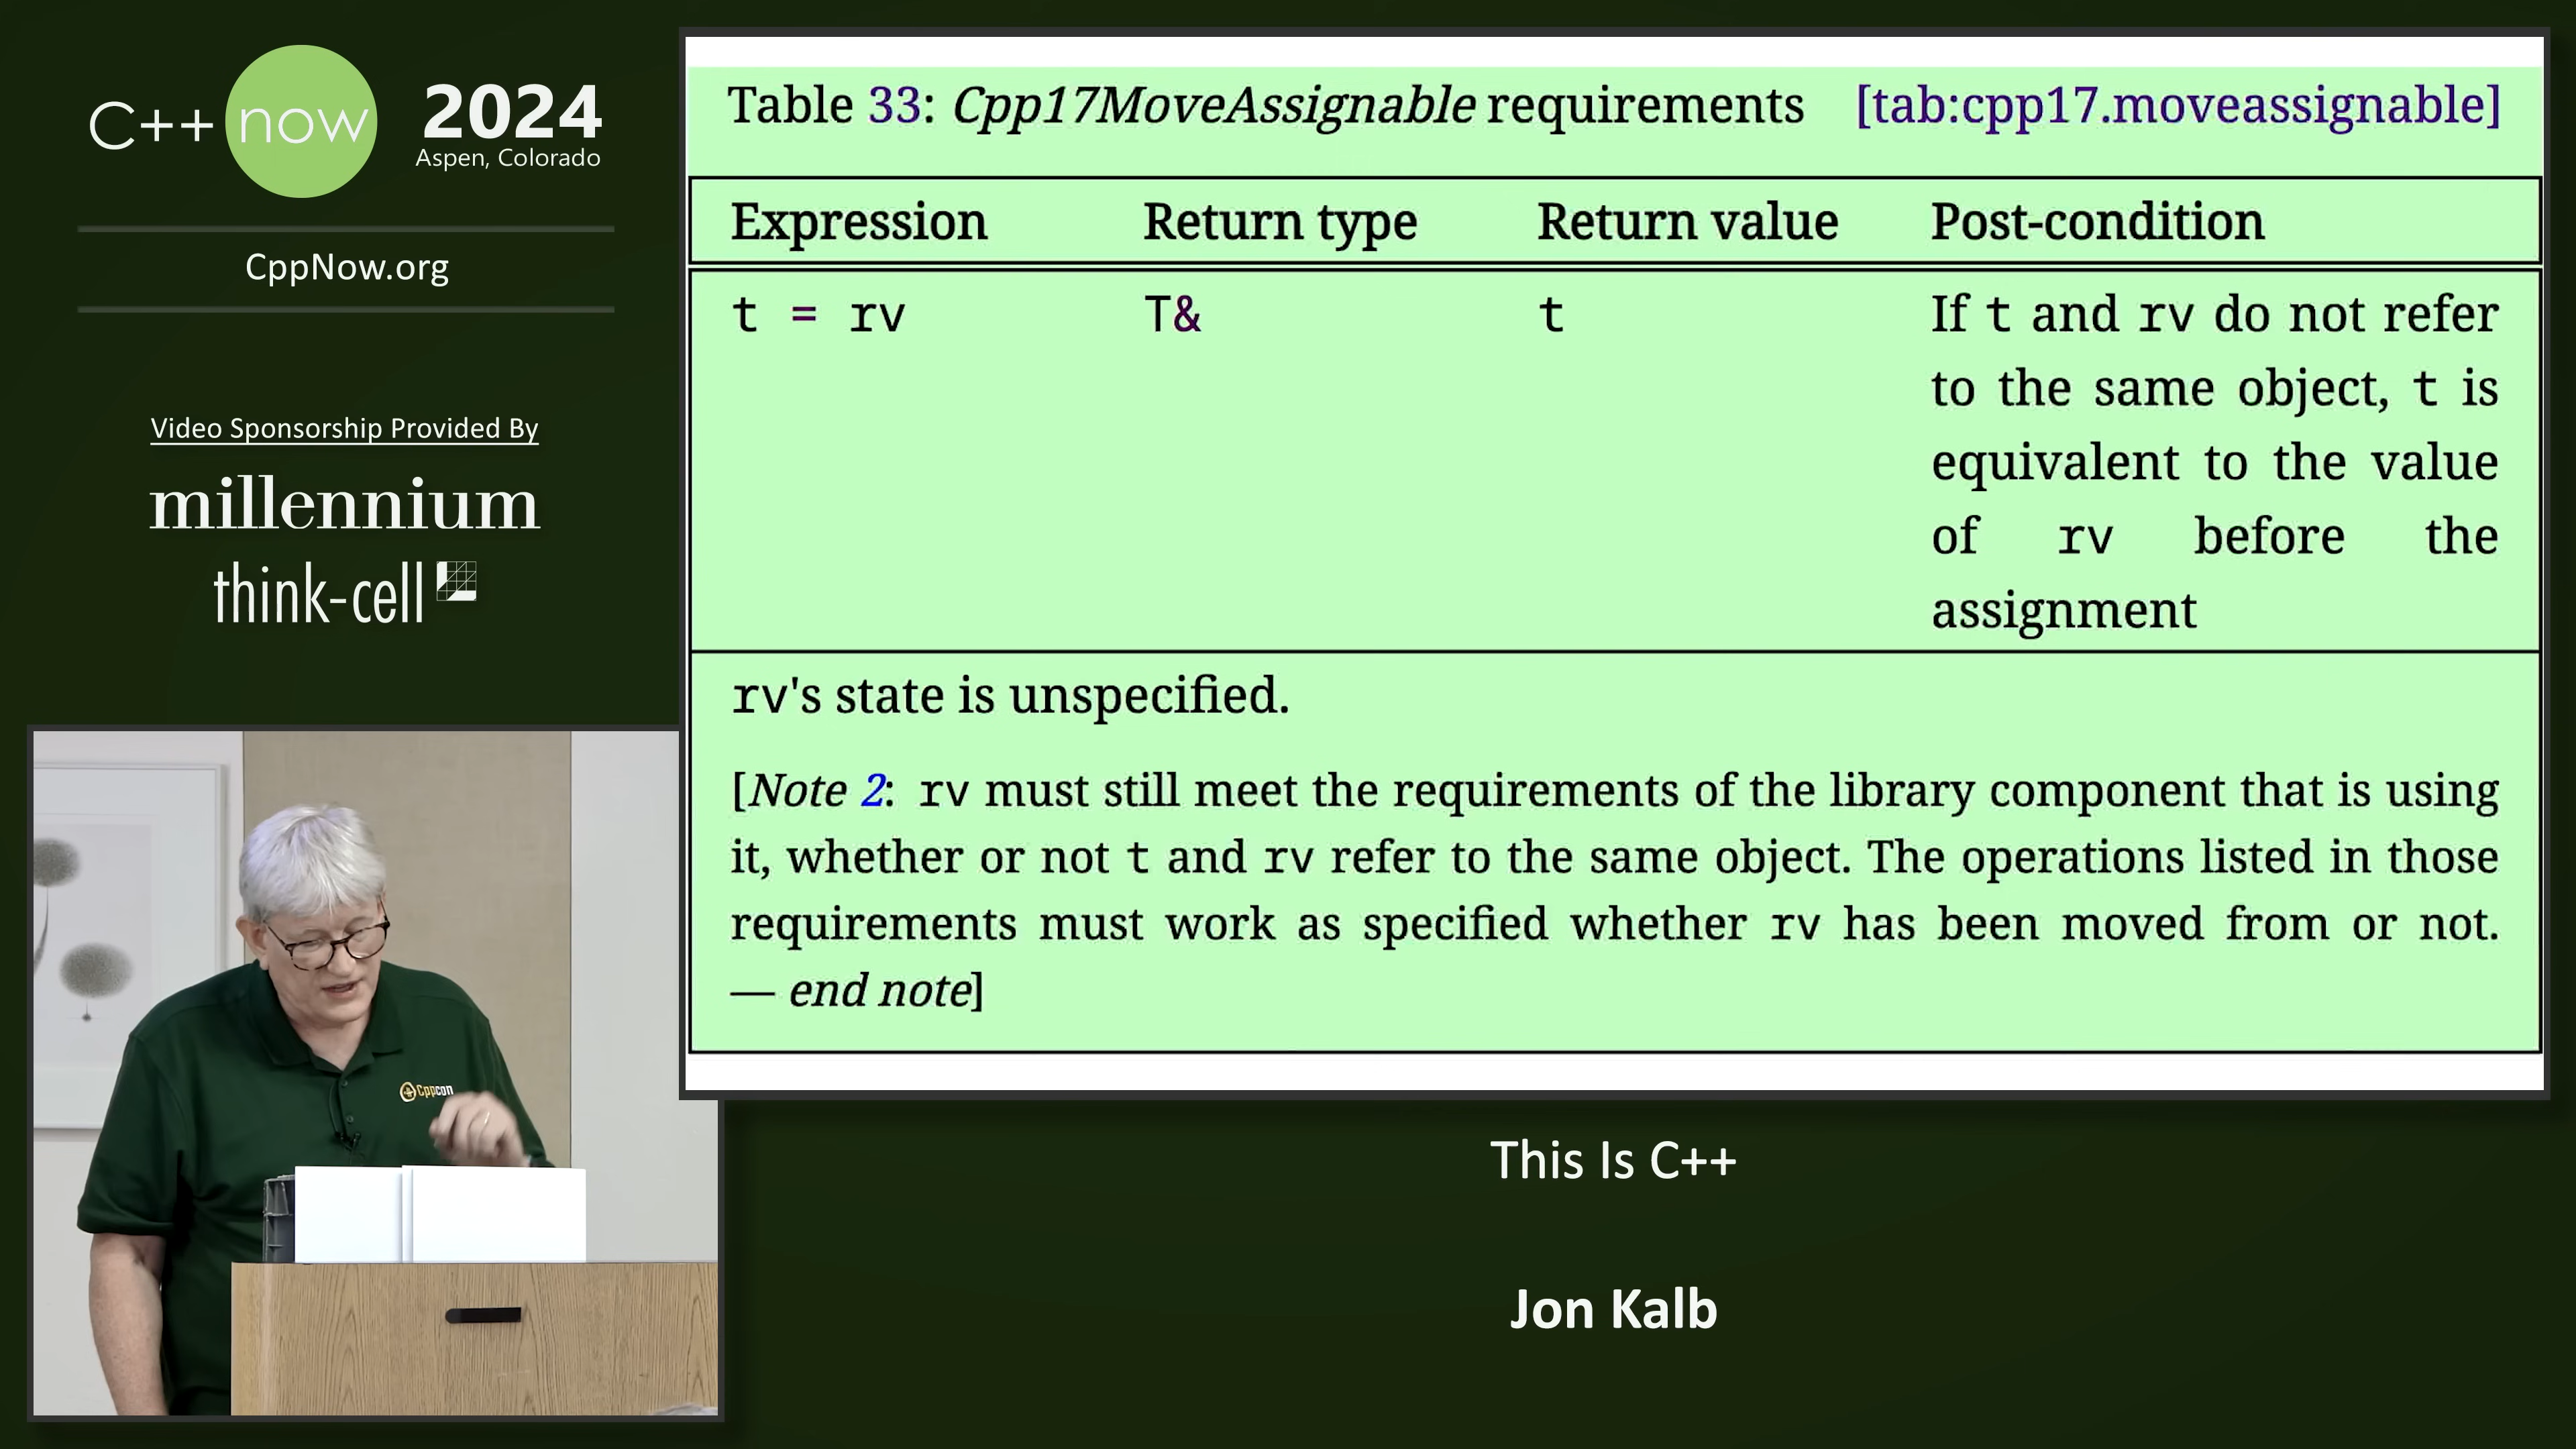 C++ now
2024
Aspen, Colorado
CppNow.org
Video Sponsorship Provided By
millennium
think-cell
Table 33: Cpp17MoveAssignable requirements [tab:cpp17.moveassignable]
Expression Return type Return value Post-condition
t = rv T& t If t and rv do not refer
to the same object, t is
equivalent to the value
of rv before the
assignment
rv's state is unspecified.
[Note 2: rv must still meet the requirements of the library component that is using
it, whether or not t and rv refer to the same object. The operations listed in those
requirements must work as specified whether rv has been moved from or not.
— end note]
Cppcon
This Is C++
Jon Kalb